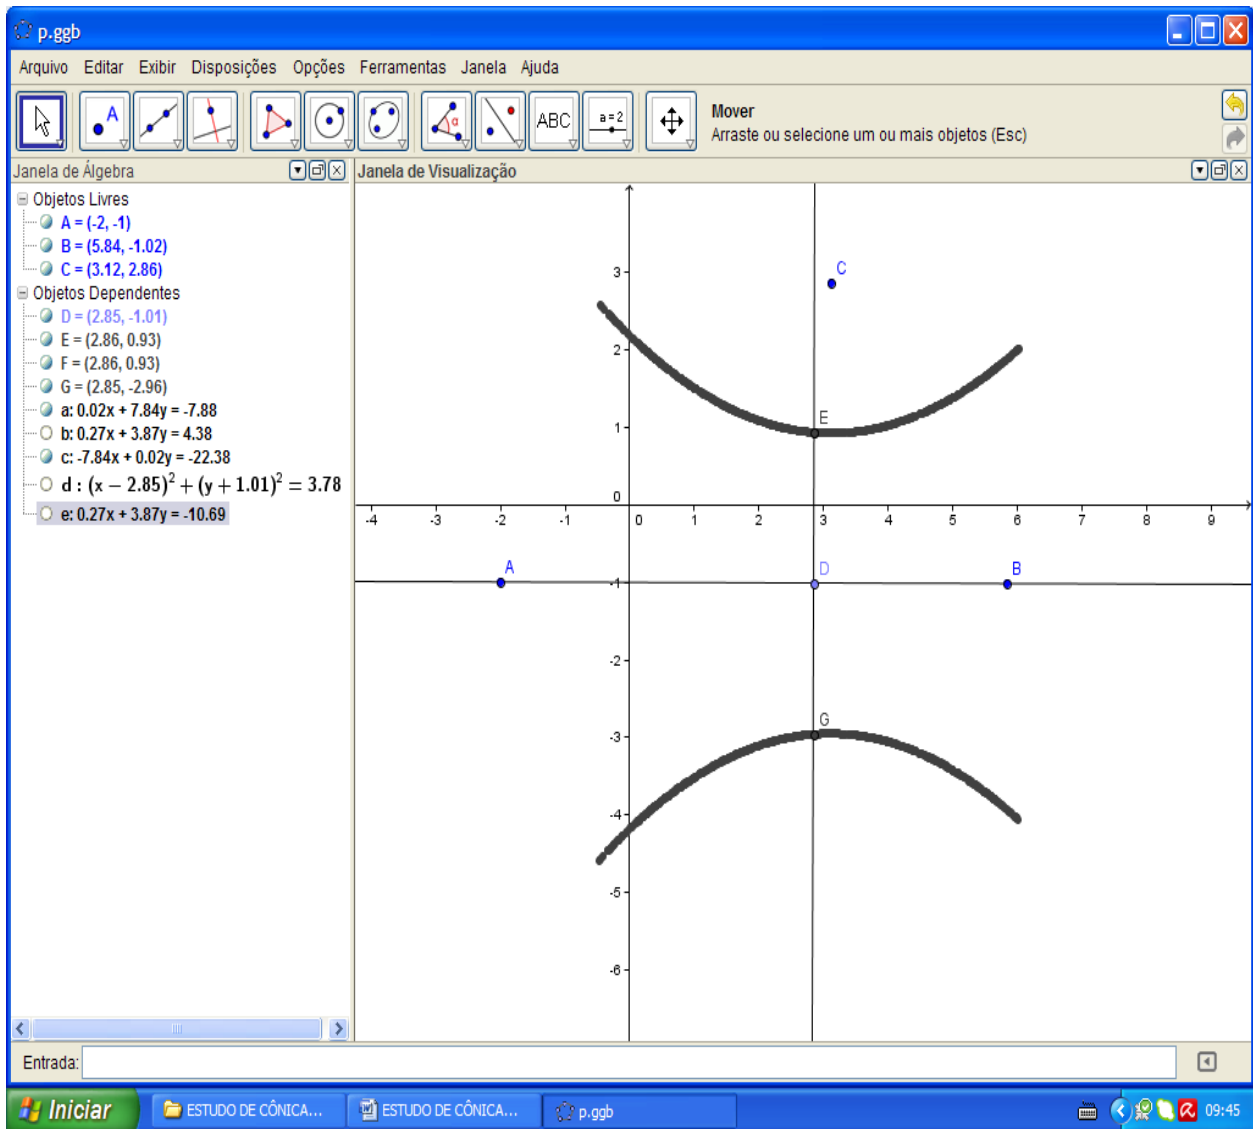 p.ggb
Arquivo Editar Exibir Disposições Opções Ferramentas Janela Ajuda
A
α
ABC
a=2
Mover
Arraste ou selecione um ou mais objetos (Esc)
Janela de Álgebra
Janela de Visualização
Objetos Livres
A = (-2, -1)
B = (5.84, -1.02)
C = (3.12, 2.86)
Objetos Dependentes
D = (2.85, -1.01)
E = (2.86, 0.93)
F = (2.86, 0.93)
G = (2.85, -2.96)
a: 0.02x + 7.84y = -7.88
b: 0.27x + 3.87y = 4.38
c: -7.84x + 0.02y = -22.38
d : (x − 2.85)² + (y + 1.01)² = 3.78
e: 0.27x + 3.87y = -10.69
C
3
2
E
1
0
-4 -3 -2 -1 0 1 2 3 4 5 6 7 8 9
A D B
-1
-2
G
-3
-4
-5
-6
Entrada:
Iniciar
ESTUDO DE CÔNICA...
ESTUDO DE CÔNICA...
p.ggb
09:45